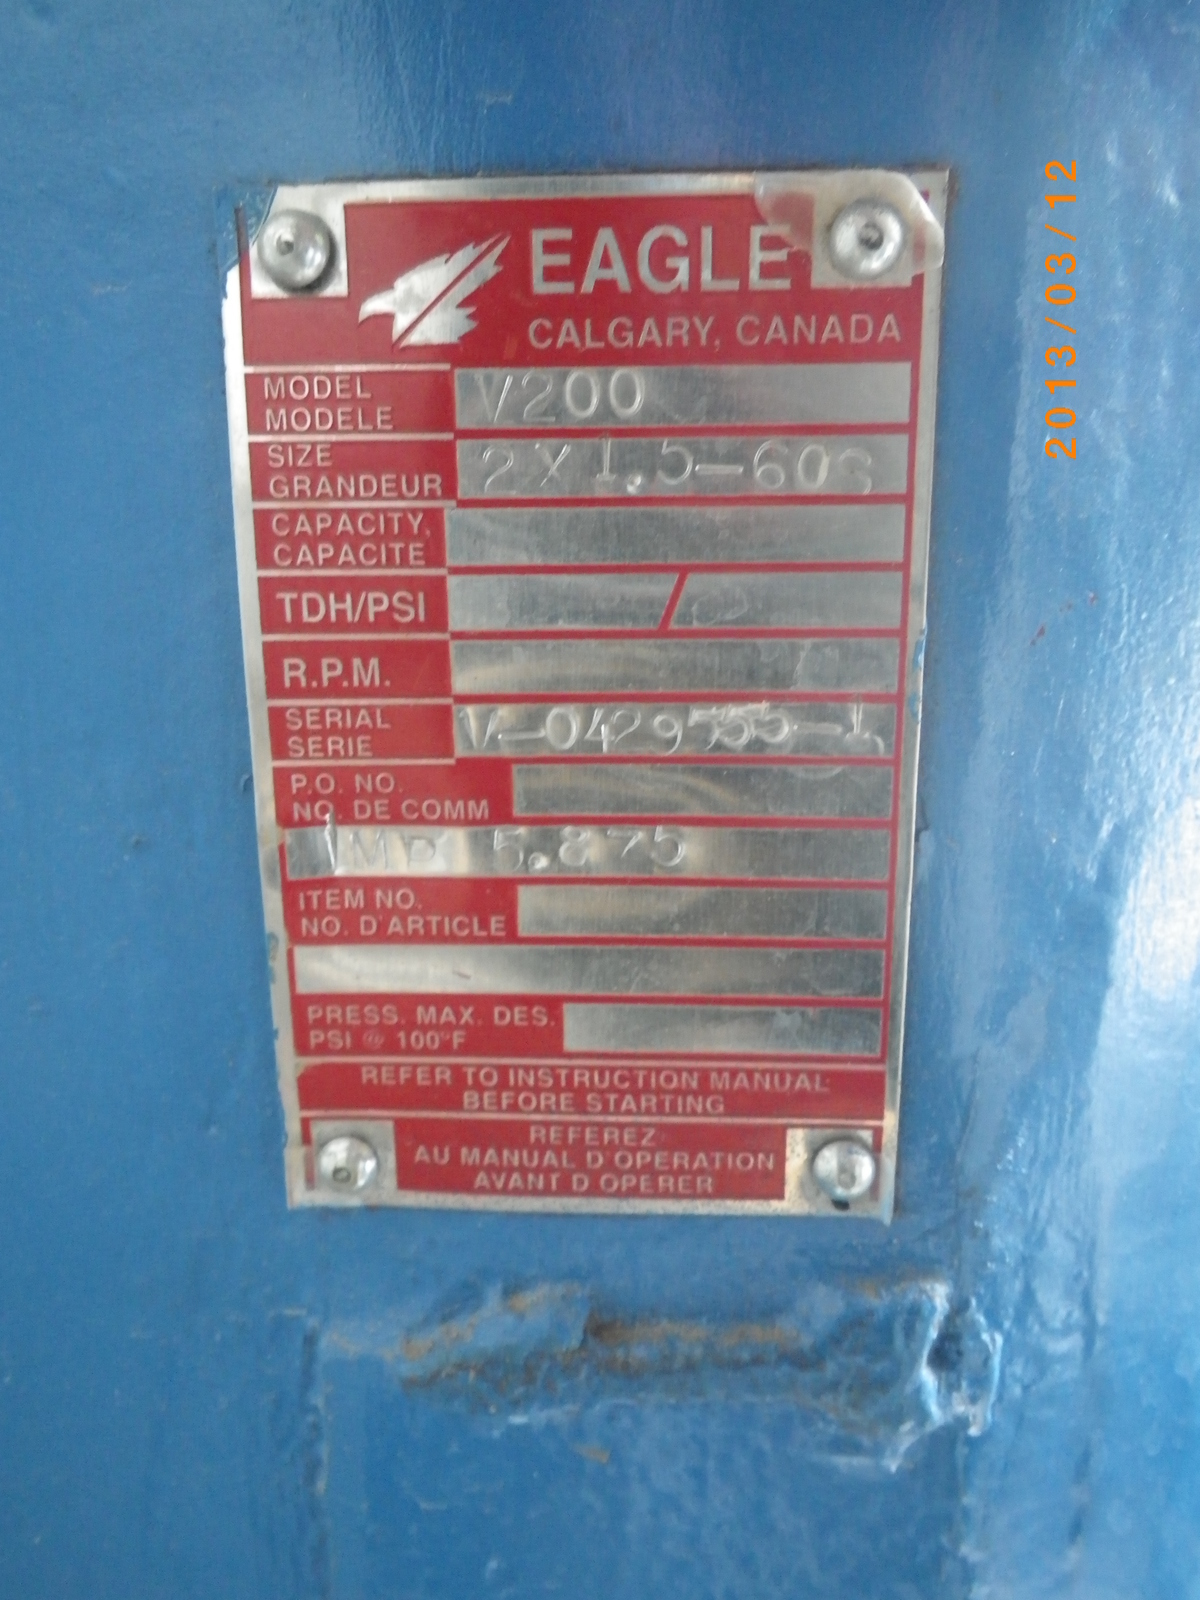 EAGLE
CALGARY, CANADA
MODEL V200
MODELE
SIZE 2X1.5-60S
GRANDEUR
CAPACITY,
CAPACITE
TDH/PSI /
R.P.M.
SERIAL
SERIE
P.O. NO.
NO. DE COMM
IMP 5.875
ITEM NO.
NO. D'ARTICLE
PRESS. MAX. DES.
PSI @ 100°F
REFER TO INSTRUCTION MANUAL
BEFORE STARTING
REFEREZ
AU MANUAL D'OPERATION
AVANT D OPERER
2013/03/12